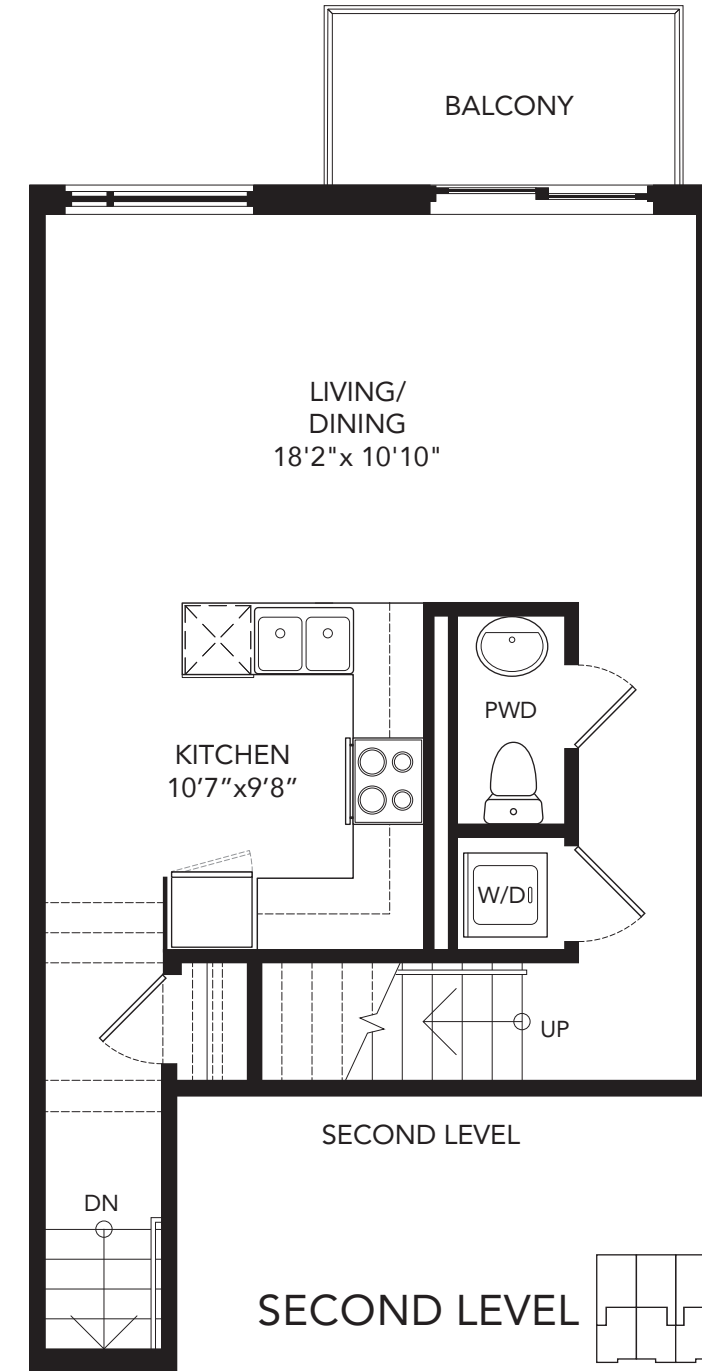 BALCONY
LIVING/
DINING
18'2"x 10'10"
PWD
KITCHEN
10’7”x9’8”
W/D
UP
SECOND LEVEL
DN
SECOND LEVEL